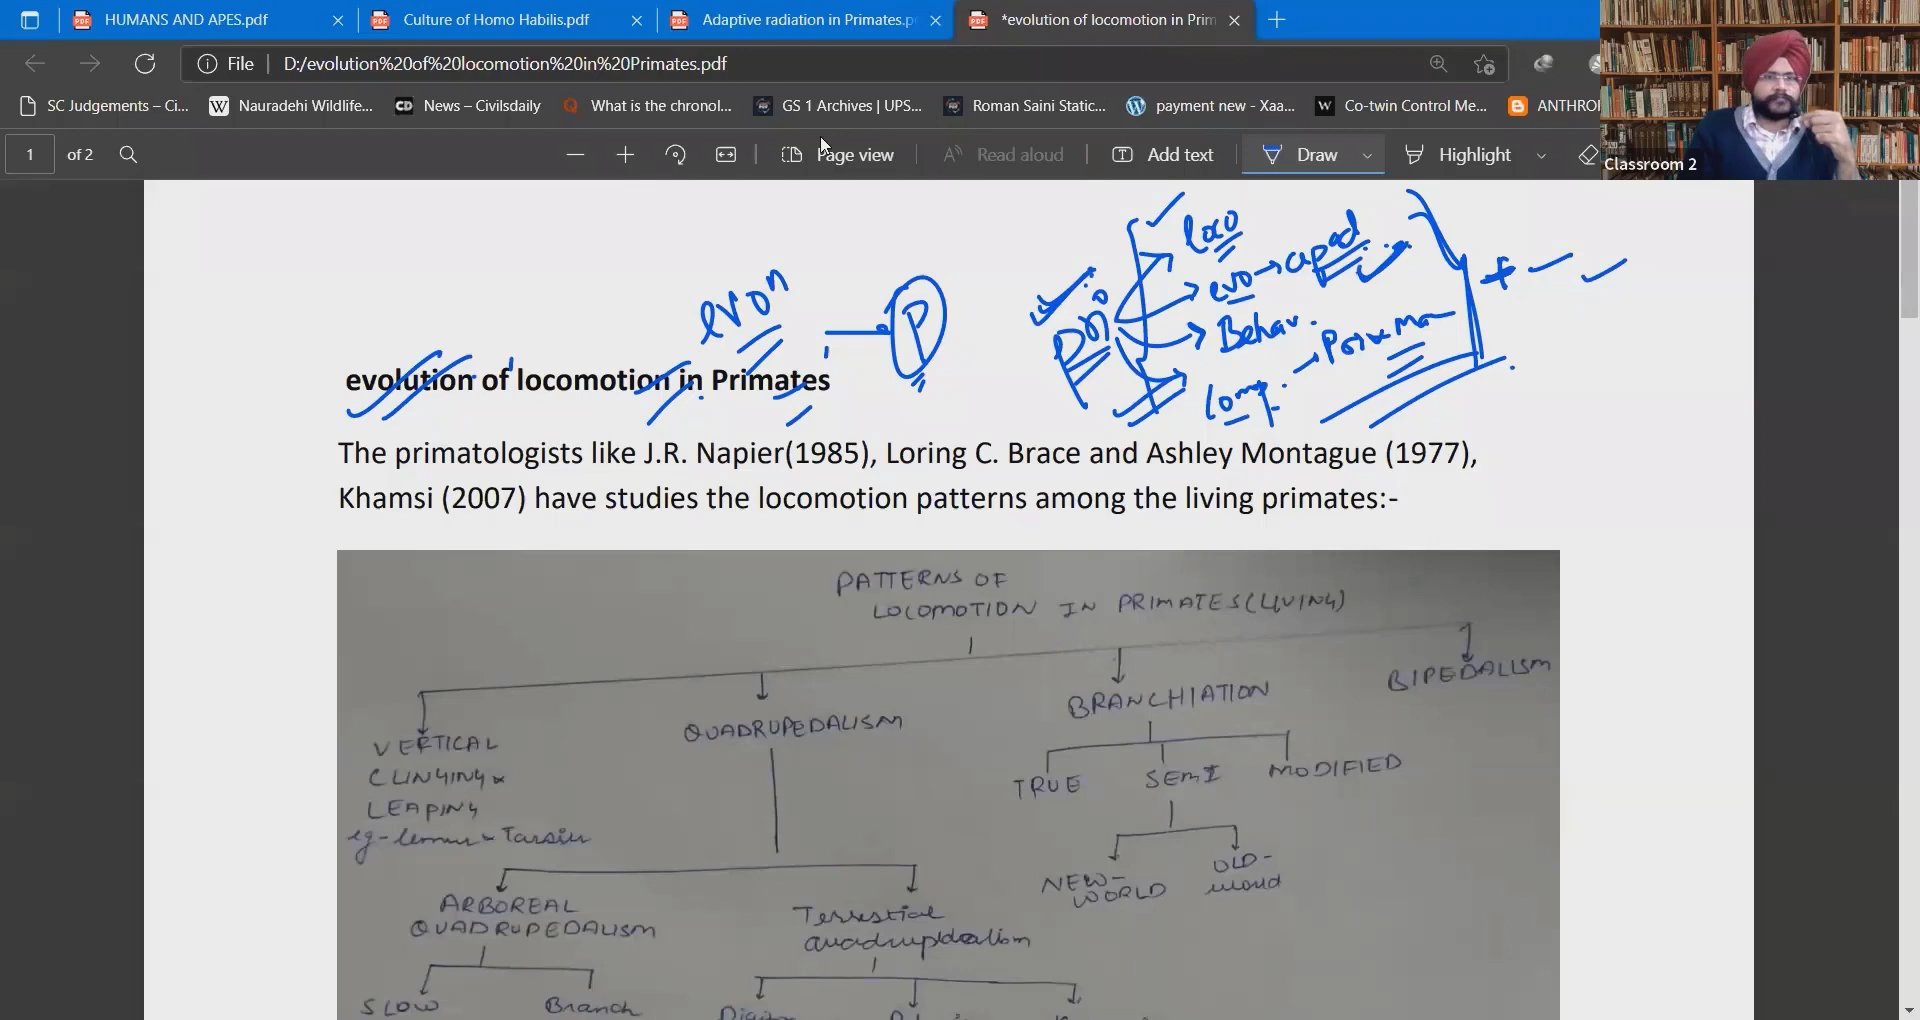 HUMANS AND APES.pdf
Culture of Homo Habilis.pdf
Adaptive radiation in Primates.p
*evolution of locomotion in Prim
File
D:/evolution%20of%20locomotion%20in%20Primates.pdf
SC Judgements – Ci...
Nauradehi Wildlife...
News – Civilsdaily
What is the chronol...
GS 1 Archives | UPS...
Roman Saini Static...
payment new - Xaa...
Co-twin Control Me...
ANTHRO
1 of 2
Page view
Read aloud
Add text
Draw
Highlight
Classroom 2
loco
evo → apad
Behav.
Comp.
evoⁿ
P
evolution of locomotion in Primates
The primatologists like J.R. Napier(1985), Loring C. Brace and Ashley Montague (1977),
Khamsi (2007) have studies the locomotion patterns among the living primates:-
PATTERNS OF
LOCOMOTION IN PRIMATES (LIVING)
VERTICAL
CLINGING &
LEAPING
eg - lemur & Tarsier
QUADRUPEDALISM
BRANCHIATION
BIPEDALISM
TRUE
SEMI
MODIFIED
NEW-
WORLD
OLD-
world
ARBOREAL
QUADRUPEDALISM
Terrestial
quadrupedalism
SLOW
Branch